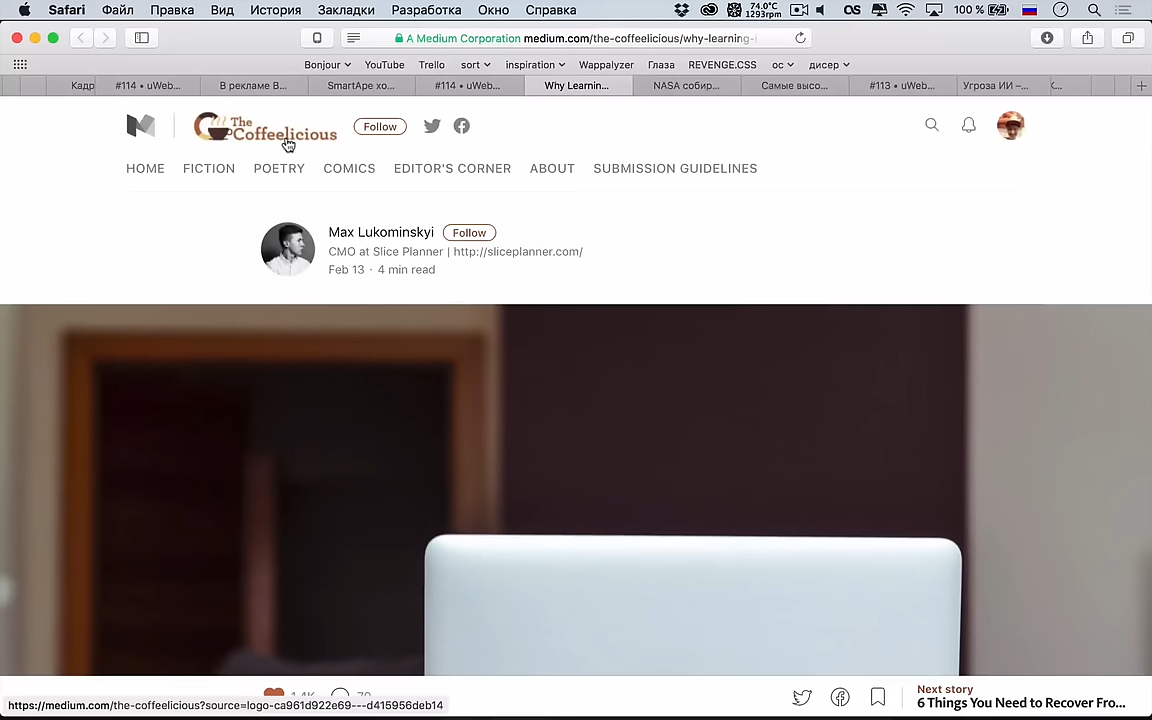 Safari Файл Правка Вид История Закладки Разработка Окно Справка 74.0°C 1293rpm 100 %
A Medium Corporation medium.com/the-coffeelicious/why-learning-
Bonjour YouTube Trello sort inspiration Wappalyzer Глаза REVENGE.CSS ос дисер
Кадр #114 • uWeb... В рекламе В... SmartApe хо... #114 • uWeb... Why Learnin... NASA собир... Самые высо... #113 • uWeb... Угроза ИИ –...
The Coffeelicious Follow
HOME FICTION POETRY COMICS EDITOR'S CORNER ABOUT SUBMISSION GUIDELINES
Max Lukominskyi Follow
CMO at Slice Planner | http://sliceplanner.com/
Feb 13 · 4 min read
1.4K 70
Next story
6 Things You Need to Recover Fro...
https://medium.com/the-coffeelicious?source=logo-ca961d922e69---d415956deb14